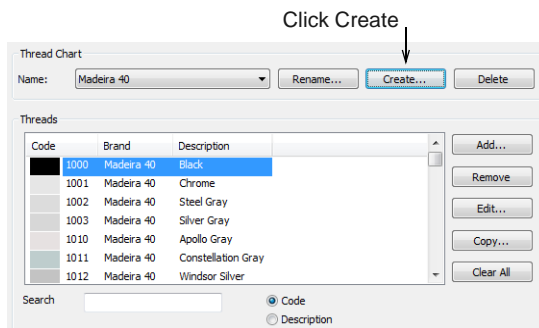 Click Create
Thread Chart
Name: Madeira 40 Rename... Create... Delete
Threads
Code Brand Description Add...
1000 Madeira 40 Black
1001 Madeira 40 Chrome Remove
1002 Madeira 40 Steel Gray Edit...
1003 Madeira 40 Silver Gray
1010 Madeira 40 Apollo Gray Copy...
1011 Madeira 40 Constellation Gray
1012 Madeira 40 Windsor Silver Clear All
Search Code
Description